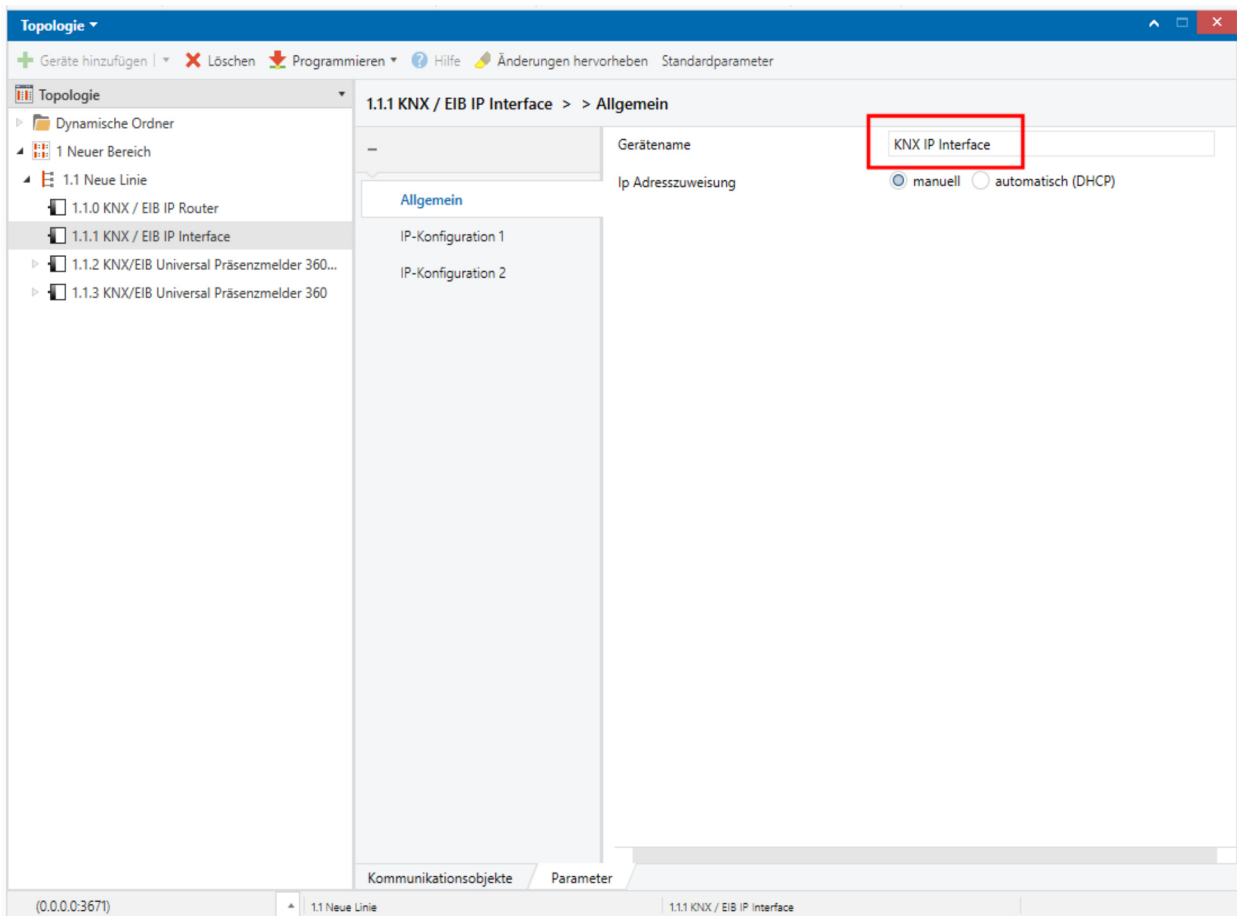 Topologie
Geräte hinzufügen Löschen Programmieren Hilfe Änderungen hervorheben Standardparameter
Topologie
Dynamische Ordner
1 Neuer Bereich
1.1 Neue Linie
1.1.0 KNX / EIB IP Router
1.1.1 KNX / EIB IP Interface
1.1.2 KNX/EIB Universal Präsenzmelder 360...
1.1.3 KNX/EIB Universal Präsenzmelder 360
1.1.1 KNX / EIB IP Interface > > Allgemein
Allgemein
IP-Konfiguration 1
IP-Konfiguration 2
Gerätename KNX IP Interface
Ip Adresszuweisung manuell automatisch (DHCP)
Kommunikationsobjekte Parameter
(0.0.0.0:3671) 1.1 Neue Linie 1.1.1 KNX / EIB IP Interface